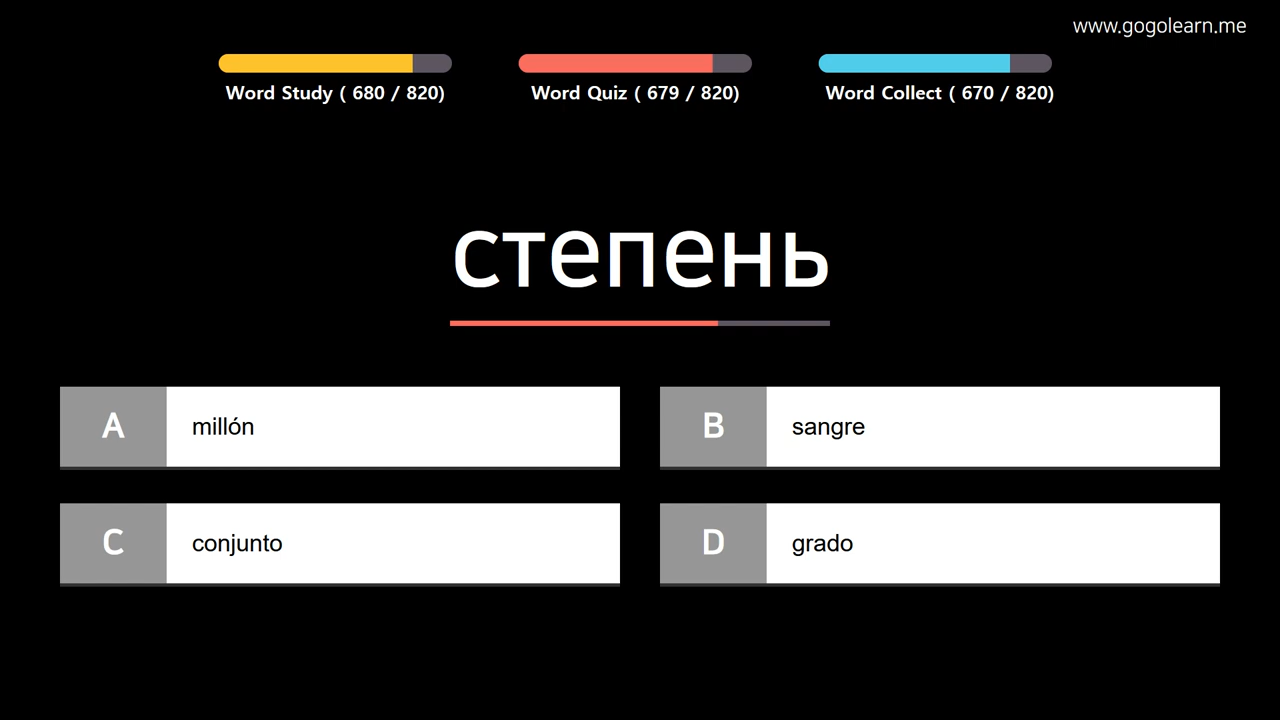 www.gogolearn.me
Word Study ( 680 / 820)
Word Quiz ( 679 / 820)
Word Collect ( 670 / 820)
степень
A
millón
B
sangre
C
conjunto
D
grado